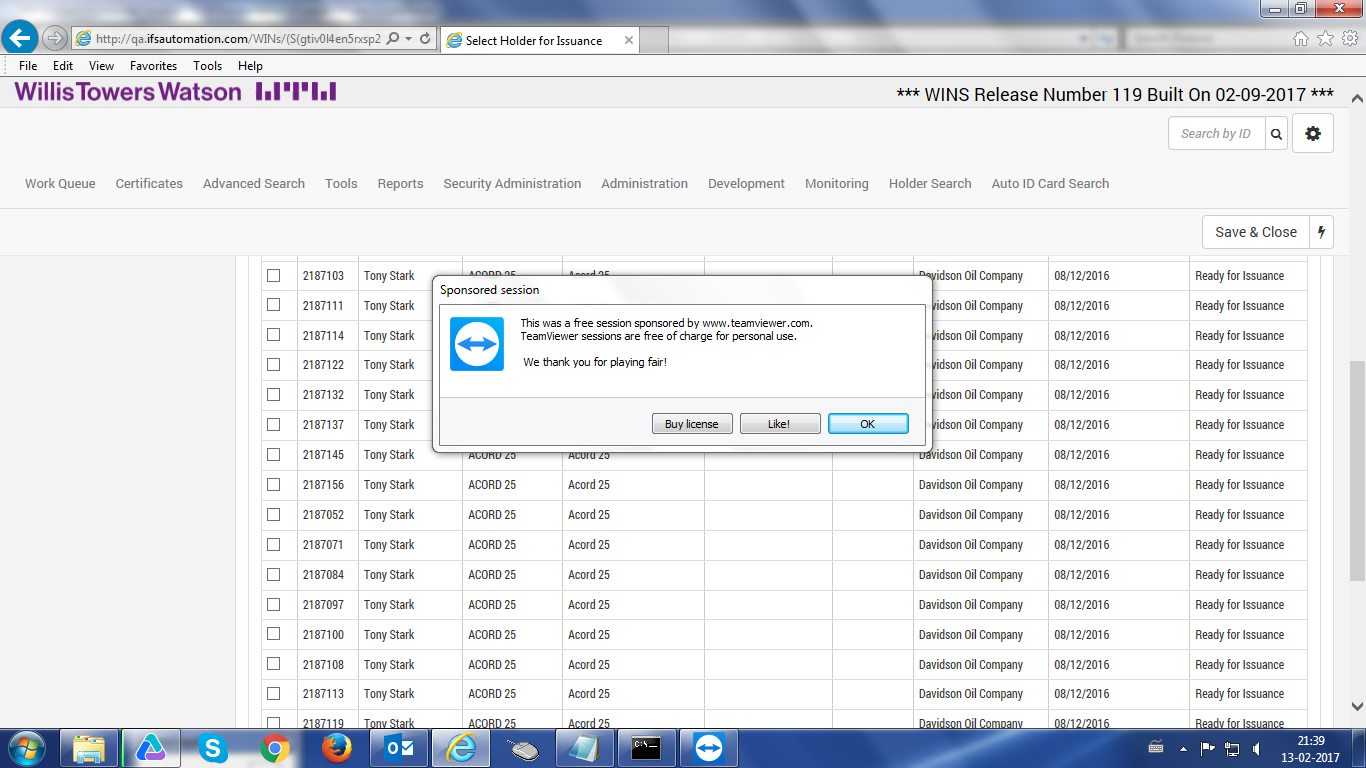 http://qa.ifsautomation.com/WINs/(S(gtiv0l4en5rxsp2
Select Holder for Issuance
File Edit View Favorites Tools Help
Willis Towers Watson
*** WINS Release Number 119 Built On 02-09-2017 ***
Search by ID
Work Queue Certificates Advanced Search Tools Reports Security Administration Administration Development Monitoring Holder Search Auto ID Card Search
Save & Close
2187103 Tony Stark ACORD 25 Acord 25 Davidson Oil Company 08/12/2016 Ready for Issuance
Sponsored session
2187111 Tony Stark Davidson Oil Company 08/12/2016 Ready for Issuance
This was a free session sponsored by www.teamviewer.com.
2187114 Tony Stark Davidson Oil Company 08/12/2016 Ready for Issuance
TeamViewer sessions are free of charge for personal use.
We thank you for playing fair!
2187122 Tony Stark Davidson Oil Company 08/12/2016 Ready for Issuance
2187132 Tony Stark Davidson Oil Company 08/12/2016 Ready for Issuance
2187137 Tony Stark Davidson Oil Company 08/12/2016 Ready for Issuance
Buy license Like! OK
2187145 Tony Stark ACORD 25 Acord 25 Davidson Oil Company 08/12/2016 Ready for Issuance
2187156 Tony Stark ACORD 25 Acord 25 Davidson Oil Company 08/12/2016 Ready for Issuance
2187052 Tony Stark ACORD 25 Acord 25 Davidson Oil Company 08/12/2016 Ready for Issuance
2187071 Tony Stark ACORD 25 Acord 25 Davidson Oil Company 08/12/2016 Ready for Issuance
2187084 Tony Stark ACORD 25 Acord 25 Davidson Oil Company 08/12/2016 Ready for Issuance
2187097 Tony Stark ACORD 25 Acord 25 Davidson Oil Company 08/12/2016 Ready for Issuance
2187100 Tony Stark ACORD 25 Acord 25 Davidson Oil Company 08/12/2016 Ready for Issuance
2187108 Tony Stark ACORD 25 Acord 25 Davidson Oil Company 08/12/2016 Ready for Issuance
2187113 Tony Stark ACORD 25 Acord 25 Davidson Oil Company 08/12/2016 Ready for Issuance
2187119 Tony Stark ACORD 25 Acord 25 Davidson Oil Company 08/12/2016 Ready for Issuance
21:39
13-02-2017